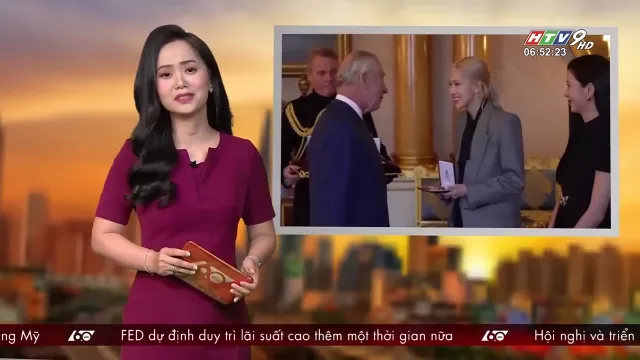 HTV9 HD
06:52:23
ng Mỹ FED dự định duy trì lãi suất cao thêm một thời gian nữa Hội nghị và triển